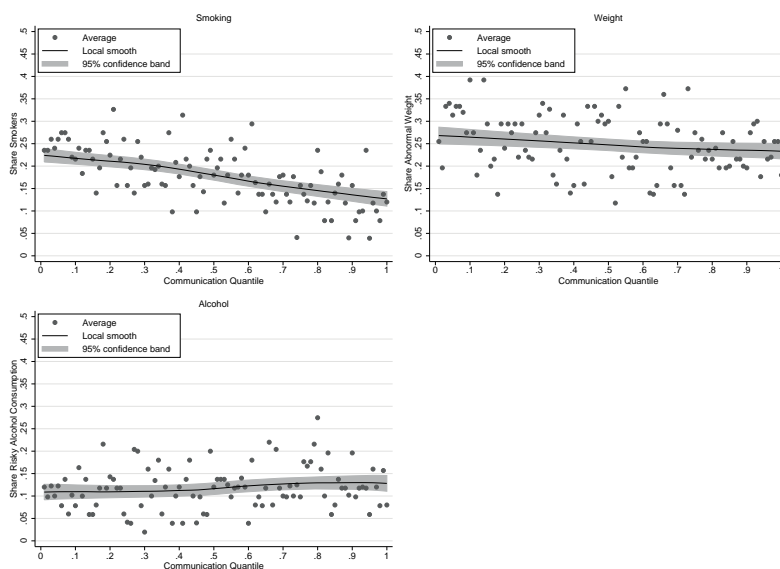 Smoking
Share Smokers
.5
.45
.4
.35
.3
.25
.2
.15
.1
.05
0
Average
Local smooth
95% confidence band
0 .1 .2 .3 .4 .5 .6 .7 .8 .9 1
Communication Quantile
Weight
Share Abnormal Weight
.5
.45
.4
.35
.3
.25
.2
.15
.1
.05
0
Average
Local smooth
95% confidence band
0 .1 .2 .3 .4 .5 .6 .7 .8 .9 1
Communication Quantile
Alcohol
Share Risky Alcohol Consumption
.5
.45
.4
.35
.3
.25
.2
.15
.1
.05
0
Average
Local smooth
95% confidence band
0 .1 .2 .3 .4 .5 .6 .7 .8 .9 1
Communication Quantile